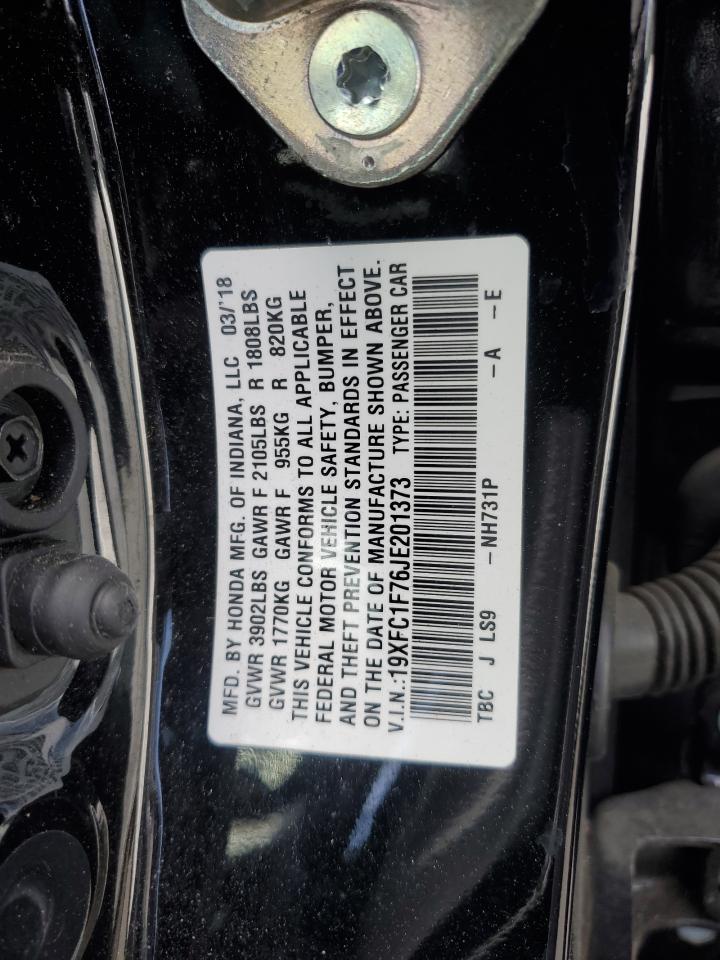 MFD. BY HONDA MFG. OF INDIANA, LLC 03/'18
GVWR 3902LBS GAWR F 2105LBS R 1808LBS
GVWR 1770KG GAWR F 955KG R 820KG
THIS VEHICLE CONFORMS TO ALL APPLICABLE
FEDERAL MOTOR VEHICLE SAFETY, BUMPER,
AND THEFT PREVENTION STANDARDS IN EFFECT
ON THE DATE OF MANUFACTURE SHOWN ABOVE.
V.I.N.:19XFC1F76JE201373 TYPE: PASSENGER CAR
TBC J LS9 -NH731P -A -E